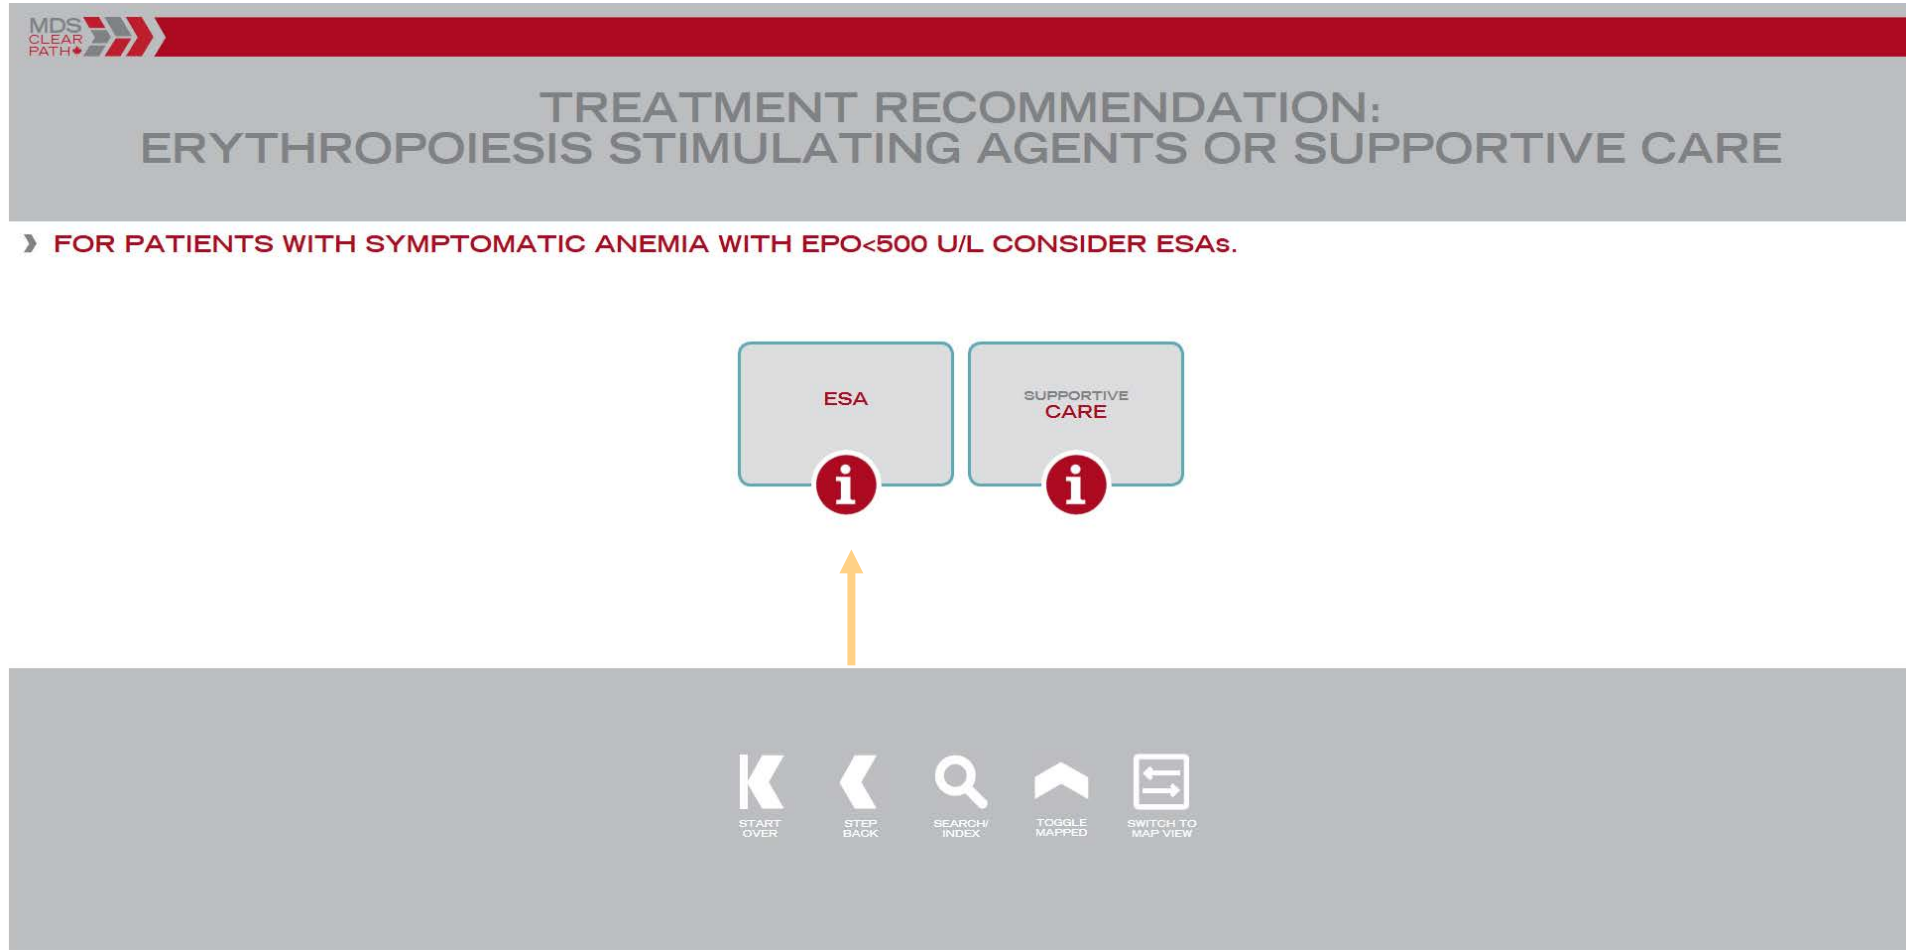 MDS
CLEAR
PATH
TREATMENT RECOMMENDATION:
ERYTHROPOIESIS STIMULATING AGENTS OR SUPPORTIVE CARE
FOR PATIENTS WITH SYMPTOMATIC ANEMIA WITH EPO<500 U/L CONSIDER ESAs.
ESA
i
SUPPORTIVE
CARE
i
START
OVER
STEP
BACK
SEARCH/
INDEX
TOGGLE
MAPPED
SWITCH TO
MAP VIEW